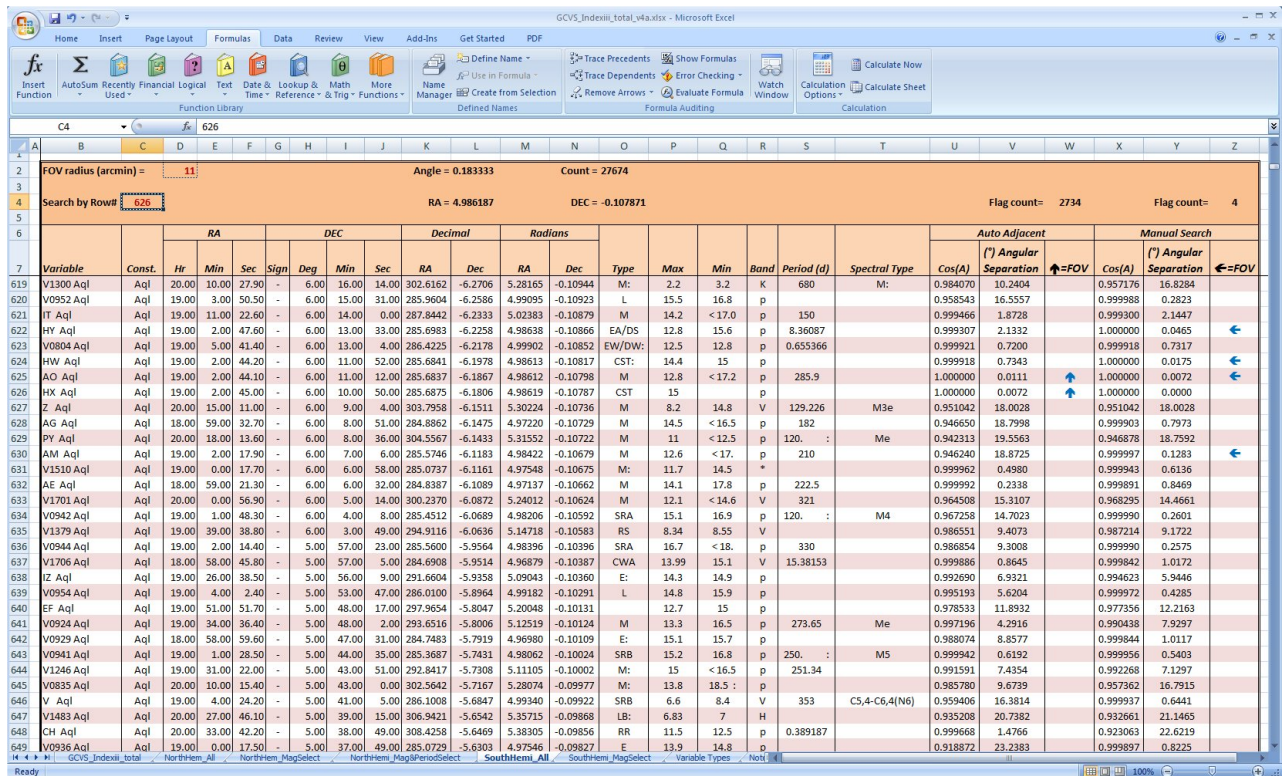 GCVS_Indexiii_total_v4a.xlsx - Microsoft Excel
Home Insert Page Layout Formulas Data Review View Add-Ins Get Started PDF
Insert Function
AutoSum Recently Used Financial Logical Text Date & Time Lookup & Reference Math & Trig More Functions
Function Library
Name Manager
Define Name
Use in Formula
Create from Selection
Defined Names
Trace Precedents Show Formulas
Trace Dependents Error Checking
Remove Arrows Evaluate Formula
Watch Window
Formula Auditing
Calculation Options
Calculate Now
Calculate Sheet
Calculation
C4 fx 626
A B C D E F G H I J K L M N O P Q R S T U V W X Y Z
2 FOV radius (arcmin) = 11 Angle = 0.183333 Count = 27674
3
4 Search by Row# 626 RA = 4.986187 DEC = -0.107871 Flag count= 2734 Flag count= 4
5
6 RA DEC Decimal Radians Auto Adjacent Manual Search
7 Variable Const. Hr Min Sec Sign Deg Min Sec RA Dec RA Dec Type Max Min Band Period (d) Spectral Type Cos(A) (°) Angular Separation ↑=FOV Cos(A) (°) Angular Separation ←=FOV
619 V1300 Aql Aql 20.00 10.00 27.90 - 6.00 16.00 14.00 302.6162 -6.2706 5.28165 -0.10944 M: 2.2 3.2 K 680 M: 0.984070 10.2404 0.957176 16.8284
620 V0952 Aql Aql 19.00 3.00 50.50 - 6.00 15.00 31.00 285.9604 -6.2586 4.99095 -0.10923 L 15.5 16.8 p 0.958543 16.5557 0.999988 0.2823
621 IT Aql Aql 19.00 11.00 22.60 - 6.00 14.00 0.00 287.8442 -6.2333 5.02383 -0.10879 M 14.2 <17.0 p 150 0.999466 1.8728 0.999300 2.1447
622 HY Aql Aql 19.00 2.00 47.60 - 6.00 13.00 33.00 285.6983 -6.2258 4.98638 -0.10866 EA/DS 12.8 15.6 p 8.36087 0.999307 2.1332 1.000000 0.0465 ←
623 V0804 Aql Aql 19.00 5.00 41.40 - 6.00 13.00 4.00 286.4225 -6.2178 4.99902 -0.10852 EW/DW: 12.5 12.8 p 0.655366 0.999921 0.7200 0.999918 0.7317
624 HW Aql Aql 19.00 2.00 44.20 - 6.00 11.00 52.00 285.6841 -6.1978 4.98613 -0.10817 CST: 14.4 15 p 0.999918 0.7343 1.000000 0.0175 ←
625 AO Aql Aql 19.00 2.00 44.10 - 6.00 11.00 12.00 285.6837 -6.1867 4.98612 -0.10798 M 12.8 <17.2 p 285.9 1.000000 0.0111 ↑ 1.000000 0.0072 ←
626 HX Aql Aql 19.00 2.00 45.00 - 6.00 10.00 50.00 285.6875 -6.1806 4.98619 -0.10787 CST 15 p 1.000000 0.0072 ↑ 1.000000 0.0000
627 Z Aql Aql 20.00 15.00 11.00 - 6.00 9.00 4.00 303.7958 -6.1511 5.30224 -0.10736 M 8.2 14.8 V 129.226 M3e 0.951042 18.0028 0.951042 18.0028
628 AG Aql Aql 18.00 59.00 32.70 - 6.00 8.00 51.00 284.8862 -6.1475 4.97220 -0.10729 M 14.5 <16.5 p 182 0.946650 18.7998 0.999903 0.7973
629 PY Aql Aql 20.00 18.00 13.60 - 6.00 8.00 36.00 304.5567 -6.1433 5.31552 -0.10722 M 11 <12.5 p 120. : Me 0.942313 19.5563 0.946878 18.7592
630 AM Aql Aql 19.00 2.00 17.90 - 6.00 7.00 6.00 285.5746 -6.1183 4.98422 -0.10679 M 12.6 <17. p 210 0.946240 18.8725 0.999997 0.1283 ←
631 V1510 Aql Aql 19.00 0.00 17.70 - 6.00 6.00 58.00 285.0737 -6.1161 4.97548 -0.10675 M: 11.7 14.5 * 0.999962 0.4980 0.999943 0.6136
632 AE Aql Aql 18.00 59.00 21.30 - 6.00 6.00 32.00 284.8387 -6.1089 4.97137 -0.10662 M 14.1 17.8 p 222.5 0.999992 0.2338 0.999891 0.8469
633 V1701 Aql Aql 20.00 0.00 56.90 - 6.00 5.00 14.00 300.2370 -6.0872 5.24012 -0.10624 M 12.1 <14.6 V 321 0.964508 15.3107 0.968295 14.4661
634 V0942 Aql Aql 19.00 1.00 48.30 - 6.00 4.00 8.00 285.4512 -6.0689 4.98206 -0.10592 SRA 15.1 16.9 p 120. : M4 0.967258 14.7023 0.999990 0.2601
635 V1379 Aql Aql 19.00 39.00 38.80 - 6.00 3.00 49.00 294.9116 -6.0636 5.14718 -0.10583 RS 8.34 8.55 V 0.986551 9.4073 0.987214 9.1722
636 V0944 Aql Aql 19.00 2.00 14.40 - 5.00 57.00 23.00 285.5600 -5.9564 4.98396 -0.10396 SRA 16.7 <18. p 330 0.986854 9.3008 0.999990 0.2575
637 V1706 Aql Aql 18.00 58.00 45.80 - 5.00 57.00 5.00 284.6908 -5.9514 4.96879 -0.10387 CWA 13.99 15.1 V 15.38153 0.999886 0.8645 0.999842 1.0172
638 IZ Aql Aql 19.00 26.00 38.50 - 5.00 56.00 9.00 291.6604 -5.9358 5.09043 -0.10360 E: 14.3 14.9 p 0.992690 6.9321 0.994623 5.9446
639 V0954 Aql Aql 19.00 4.00 2.40 - 5.00 53.00 47.00 286.0100 -5.8964 4.99182 -0.10291 L 14.8 15.9 p 0.995193 5.6204 0.999972 0.4285
640 EF Aql Aql 19.00 51.00 51.70 - 5.00 48.00 17.00 297.9654 -5.8047 5.20048 -0.10131 12.7 15 p 0.978533 11.8932 0.977356 12.2163
641 V0924 Aql Aql 19.00 34.00 36.40 - 5.00 48.00 2.00 293.6516 -5.8006 5.12519 -0.10124 M 13.3 16.5 p 273.65 Me 0.997196 4.2916 0.990438 7.9297
642 V0929 Aql Aql 18.00 58.00 59.60 - 5.00 47.00 31.00 284.7483 -5.7919 4.96980 -0.10109 E: 15.1 15.7 p 0.988074 8.8577 0.999844 1.0117
643 V0941 Aql Aql 19.00 1.00 28.50 - 5.00 44.00 35.00 285.3687 -5.7431 4.98062 -0.10024 SRB 15.2 16.8 p 250. : M5 0.999942 0.6192 0.999956 0.5403
644 V1246 Aql Aql 19.00 31.00 22.00 - 5.00 43.00 51.00 292.8417 -5.7308 5.11105 -0.10002 M: 15 <16.5 p 251.34 0.991591 7.4354 0.992268 7.1297
645 V0835 Aql Aql 20.00 10.00 15.40 - 5.00 43.00 0.00 302.5642 -5.7167 5.28074 -0.09977 M: 13.8 18.5 : p 0.985780 9.6739 0.957362 16.7915
646 V Aql Aql 19.00 4.00 24.20 - 5.00 41.00 5.00 286.1008 -5.6847 4.99340 -0.09922 SRB 6.6 8.4 V 353 C5,4-C6,4(N6) 0.959406 16.3814 0.999937 0.6441
647 V1483 Aql Aql 20.00 27.00 46.10 - 5.00 39.00 15.00 306.9421 -5.6542 5.35715 -0.09868 LB: 6.83 7 H 0.935208 20.7382 0.932661 21.1465
648 CH Aql Aql 20.00 33.00 42.20 - 5.00 38.00 49.00 308.4258 -5.6469 5.38305 -0.09856 RR 11.5 12.5 p 0.389187 0.999668 1.4766 0.923063 22.6219
649 V0936 Aql Aql 19.00 0.00 17.50 - 5.00 37.00 49.00 285.0729 -5.6303 4.97546 -0.09827 E 13.9 14.8 p 0.918872 23.2383 0.999897 0.8225
GCVS_Indexiii_total NorthHem_All NorthHem_MagSelect NorthHemi_Mag&PeriodSelect SouthHemi_All SouthHemi_MagSelect Variable Types
Ready 100%